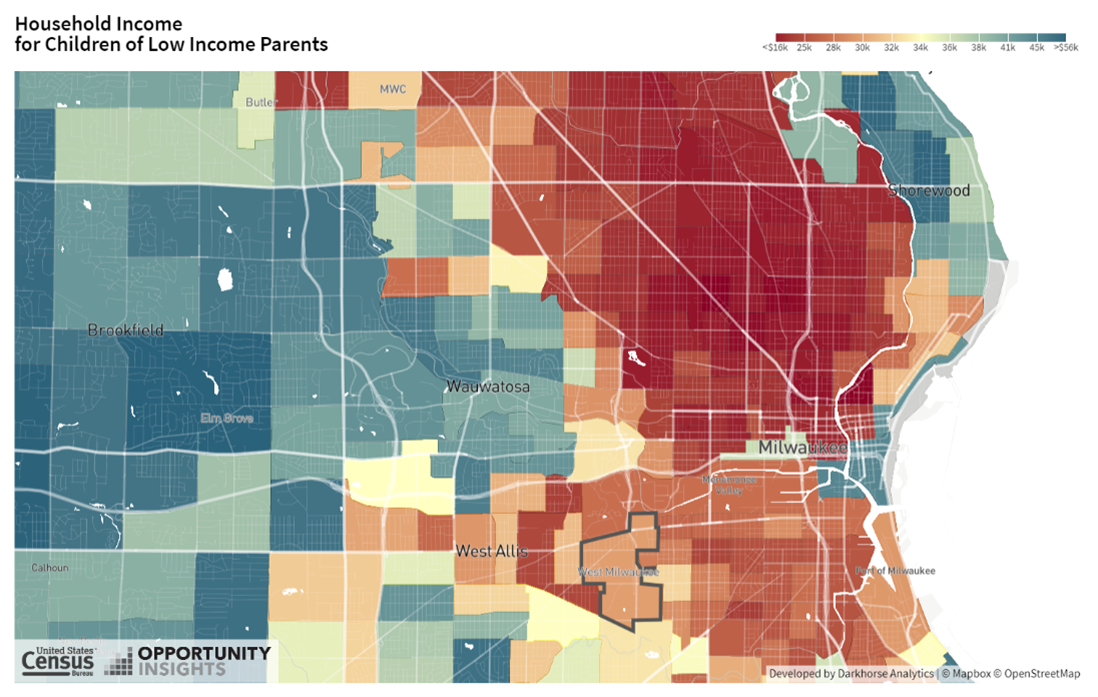 Household Income
for Children of Low Income Parents
<$16k 25k 28k 30k 32k 34k 36k 38k 41k 45k >$56k
Butler
MWC
Shorewood
Brookfield
Wauwatosa
Elm Grove
Milwaukee
Menomonee
Valley
West Allis
Calhoun
West Milwaukee
Port of Milwaukee
United States™
Census
Bureau
OPPORTUNITY
INSIGHTS
Developed by Darkhorse Analytics | © Mapbox © OpenStreetMap